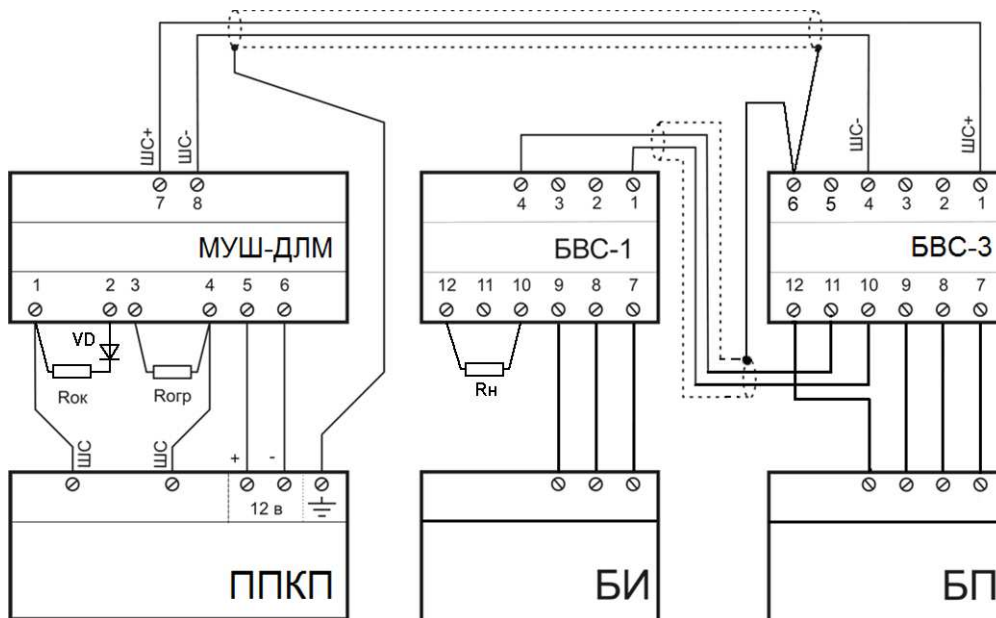 ШС+
ШС-
ШС-
ШС+
7 8
4 3 2 1
6 5 4 3 2 1
МУШ-ДЛМ
БВС-1
БВС-3
1 2 3 4 5 6
12 11 10 9 8 7
12 11 10 9 8 7
VD
Rок
Rогр
Rн
ШС
ШС
+
-
12 в
ППКП
БИ
БП